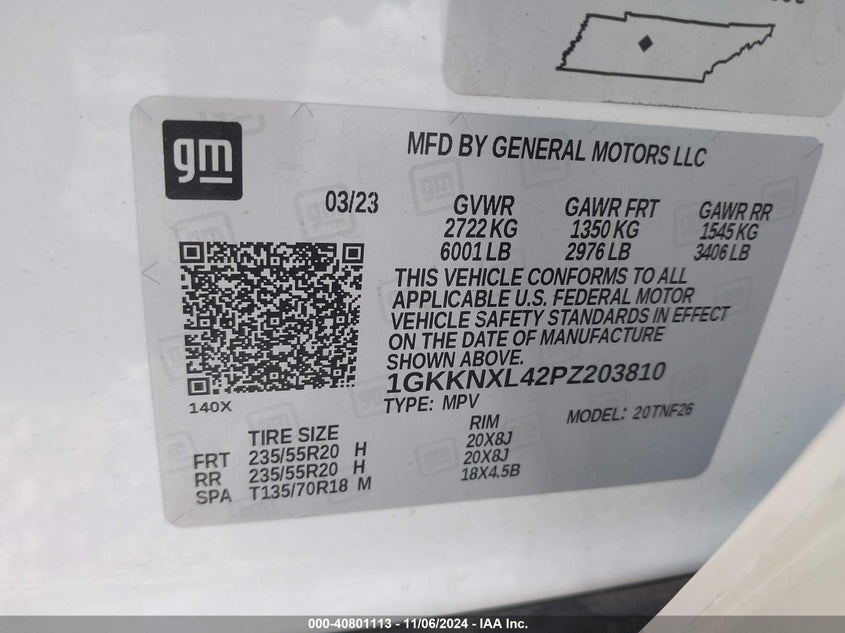 gm
MFD BY GENERAL MOTORS LLC
03/23
GVWR GAWR FRT GAWR RR
2722 KG 1350 KG 1545 KG
6001 LB 2976 LB 3406 LB
THIS VEHICLE CONFORMS TO ALL
APPLICABLE U.S. FEDERAL MOTOR
VEHICLE SAFETY STANDARDS IN EFFECT
ON THE DATE OF MANUFACTURE
SHOWN ABOVE.
1GKKNXL42PZ203810
140X
TYPE: MPV MODEL: 20TNF26
TIRE SIZE RIM
FRT 235/55R20 H 20X8J
RR 235/55R20 H 20X8J
SPA T135/70R18 M 18X4.5B
000-40801113 - 11/06/2024 - IAA Inc.